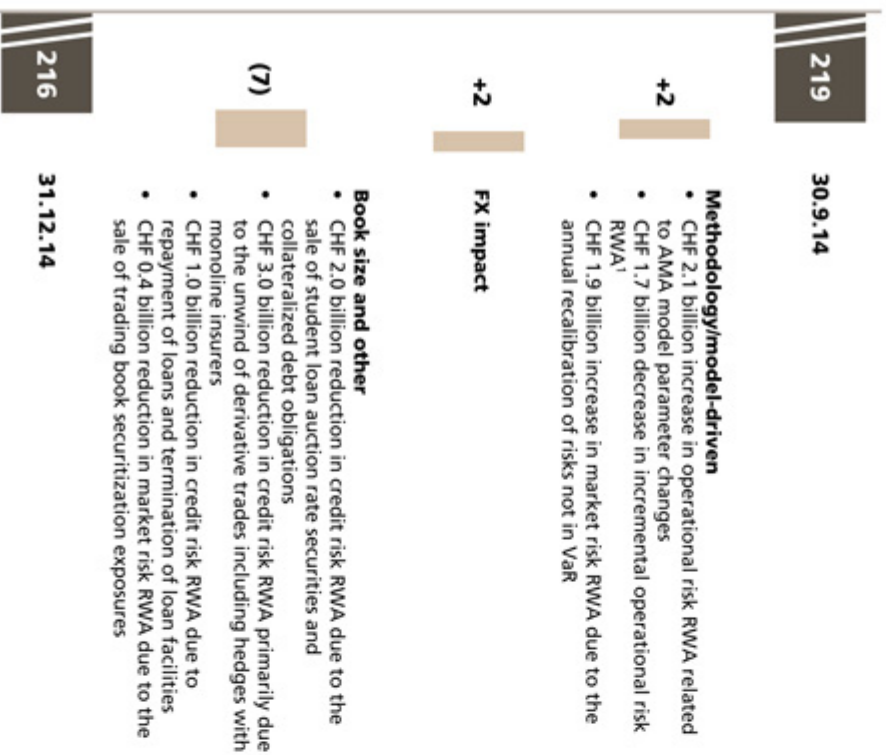 219
30.9.14
+2
Methodology/model-driven
• CHF 2.1 billion increase in operational risk RWA related
to AMA model parameter changes
• CHF 1.7 billion decrease in incremental operational risk
RWA¹
• CHF 1.9 billion increase in market risk RWA due to the
annual recalibration of risks not in VaR
+2
FX impact
(7)
Book size and other
• CHF 2.0 billion reduction in credit risk RWA due to the
sale of student loan auction rate securities and
collateralized debt obligations
• CHF 3.0 billion reduction in credit risk RWA primarily due
to the unwind of derivative trades including hedges with
monoline insurers
• CHF 1.0 billion reduction in credit risk RWA due to
repayment of loans and termination of loan facilities
• CHF 0.4 billion reduction in market risk RWA due to the
sale of trading book securitization exposures
216
31.12.14